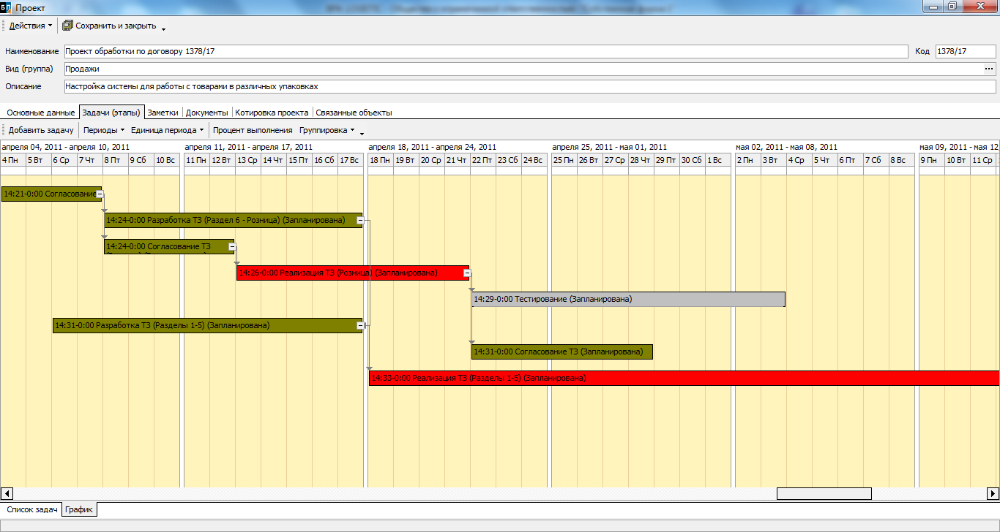 БП Проект
Действия Сохранить и закрыть
Наименование Проект обработки по договору 1378/17 Код 1378/17
Вид (группа) Продажи ...
Описание Настройка системы для работы с товарами в различных упаковках
Основные данные Задачи (этапы) Заметки Документы Котировка проекта Связанные объекты
Добавить задачу Периоды Единица периода Процент выполнения Группировка
апреля 04, 2011 - апреля 10, 2011 апреля 11, 2011 - апреля 17, 2011 апреля 18, 2011 - апреля 24, 2011 апреля 25, 2011 - мая 01, 2011 мая 02, 2011 - мая 08, 2011 мая 09, 2011 - мая 12,
4 Пн 5 Вт 6 Ср 7 Чт 8 Пт 9 Сб 10 Вс 11 Пн 12 Вт 13 Ср 14 Чт 15 Пт 16 Сб 17 Вс 18 Пн 19 Вт 20 Ср 21 Чт 22 Пт 23 Сб 24 Вс 25 Пн 26 Вт 27 Ср 28 Чт 29 Пт 30 Сб 1 Вс 2 Пн 3 Вт 4 Ср 5 Чт 6 Пт 7 Сб 8 Вс 9 Пн 10 Вт 11 Ср
14:21-0:00 Согласование
14:24-0:00 Разработка ТЗ (Раздел 6 - Розница) (Запланирована)
14:24-0:00 Согласование ТЗ
14:26-0:00 Реализация ТЗ (Розница) (Запланирована)
14:29-0:00 Тестирование (Запланирована)
14:31-0:00 Разработка ТЗ (Разделы 1-5) (Запланирована)
14:31-0:00 Согласование ТЗ (Запланирована)
14:33-0:00 Реализация ТЗ (Разделы 1-5) (Запланирована)
Список задач График